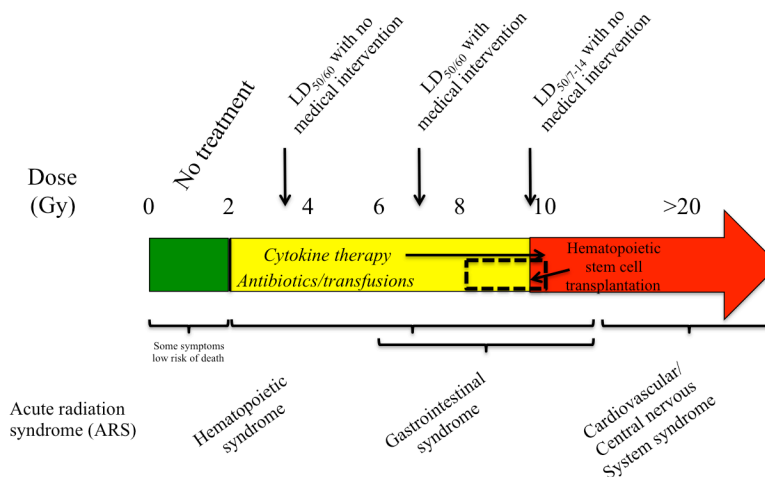 No treatment
LD50/60 with no
medical intervention
LD50/60 with
medical intervention
LD50/7-14 with no
medical intervention
Dose
(Gy)
0 2 4 6 8 10 >20
Cytokine therapy
Antibiotics/transfusions
Hematopoietic
stem cell
transplantation
Some symptoms
low risk of death
Acute radiation
syndrome (ARS)
Hematopoietic
syndrome
Gastrointestinal
syndrome
Cardiovascular/
Central nervous
System syndrome